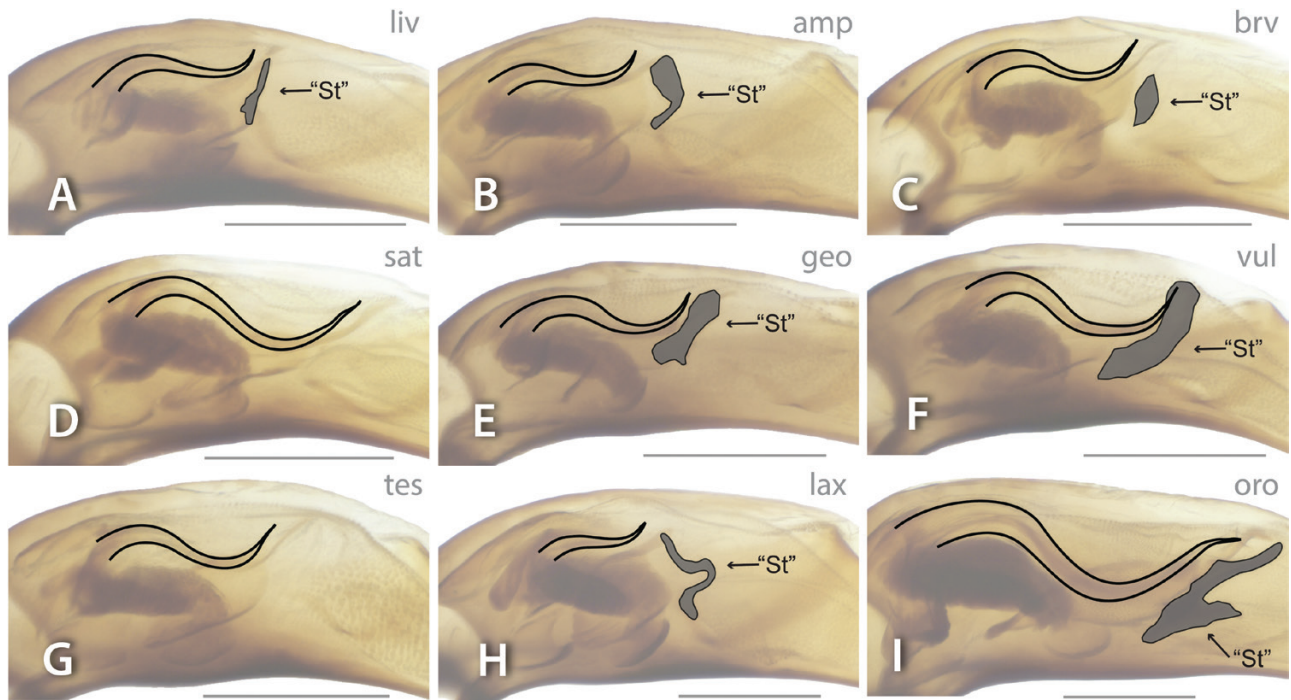 liv
"St"
A
amp
"St"
B
brv
"St"
C
sat
D
geo
"St"
E
vul
"St"
F
tes
G
lax
"St"
H
oro
"St"
I